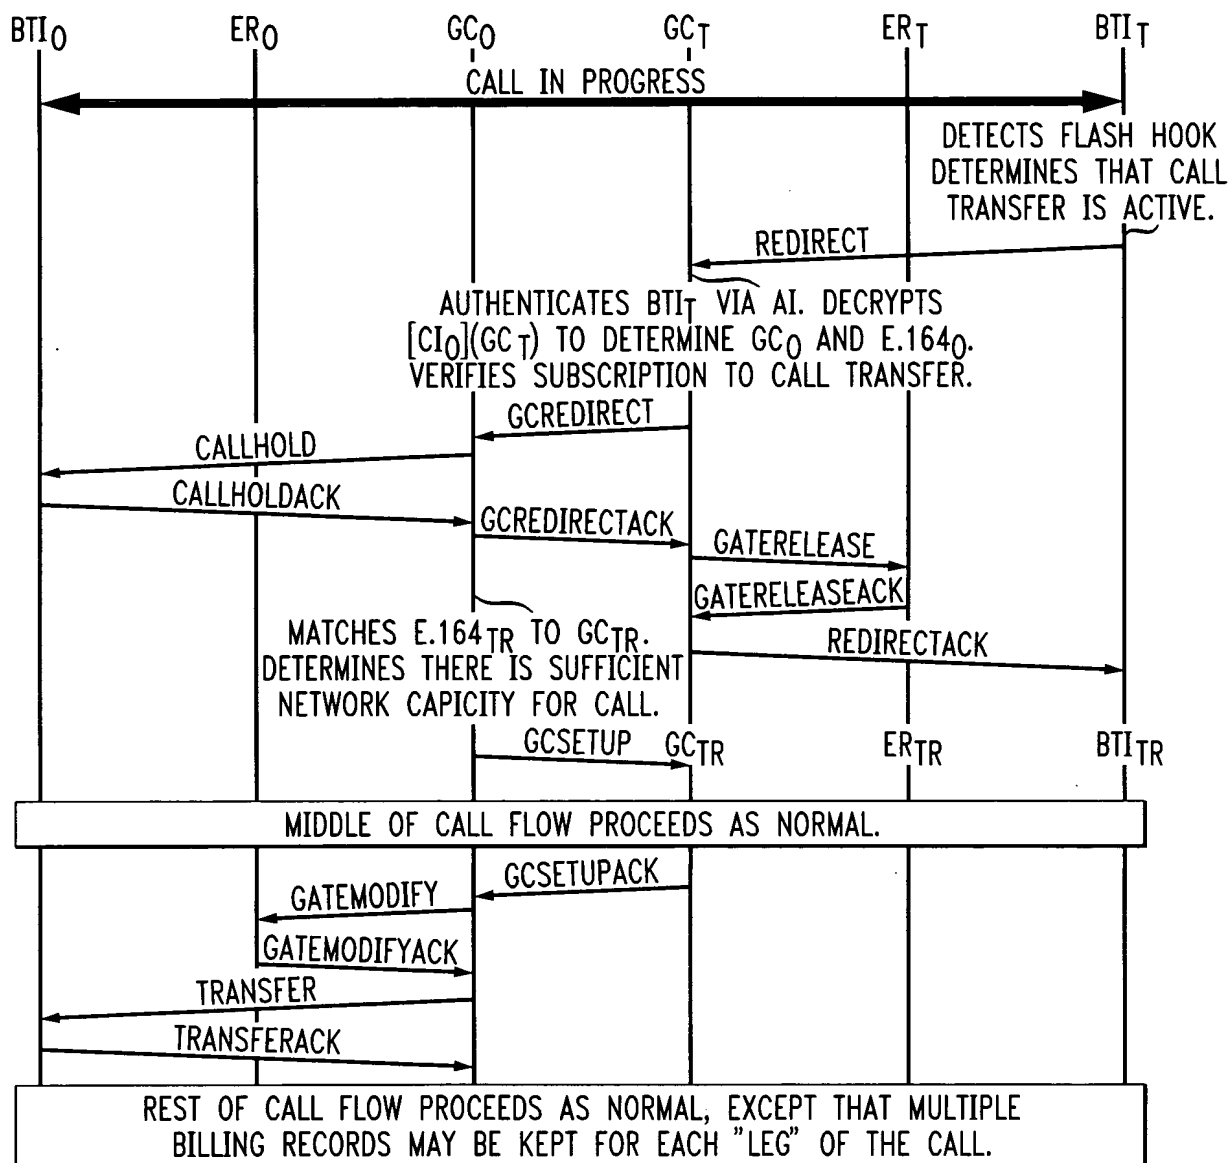 BTIO ERO GCO GCT ERT BTIT
CALL IN PROGRESS
DETECTS FLASH HOOK
DETERMINES THAT CALL
TRANSFER IS ACTIVE.
REDIRECT
AUTHENTICATES BTIT VIA AI. DECRYPTS
[CIO](GCT) TO DETERMINE GCO AND E.164O.
VERIFIES SUBSCRIPTION TO CALL TRANSFER.
GCREDIRECT
CALLHOLD
CALLHOLDACK
GCREDIRECTACK
GATERELEASE
GATERELEASEACK
MATCHES E.164TR TO GCTR.
DETERMINES THERE IS SUFFICIENT
NETWORK CAPICITY FOR CALL.
REDIRECTACK
GCSETUP
GCTR ERTR BTITR
MIDDLE OF CALL FLOW PROCEEDS AS NORMAL.
GCSETUPACK
GATEMODIFY
GATEMODIFYACK
TRANSFER
TRANSFERACK
REST OF CALL FLOW PROCEEDS AS NORMAL, EXCEPT THAT MULTIPLE
BILLING RECORDS MAY BE KEPT FOR EACH "LEG" OF THE CALL.